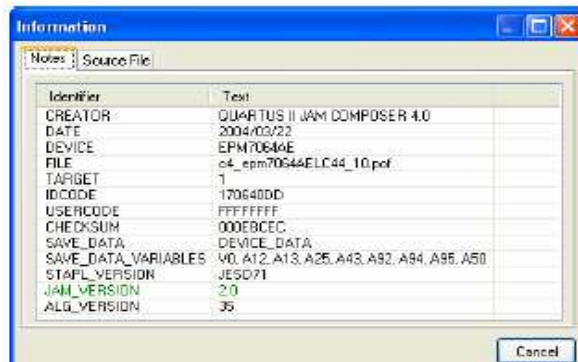 Information
Notes Source File
Identifier Text
CREATOR QUARTUS II JAM COMPOSER 4.0
DATE 2004/03/22
DEVICE EPM7064AE
FILE c4_epm7064AELC44_10.pof
TARGET 1
IDCODE 170640DD
USERCODE FFFFFFFF
CHECKSUM 000EBCEC
SAVE_DATA DEVICE_DATA
SAVE_DATA_VARIABLES V0, A12, A13, A25, A43, A92, A94, A95, A50
STAPL_VERSION JESD71
JAM_VERSION 2.0
ALG_VERSION 35
Cancel